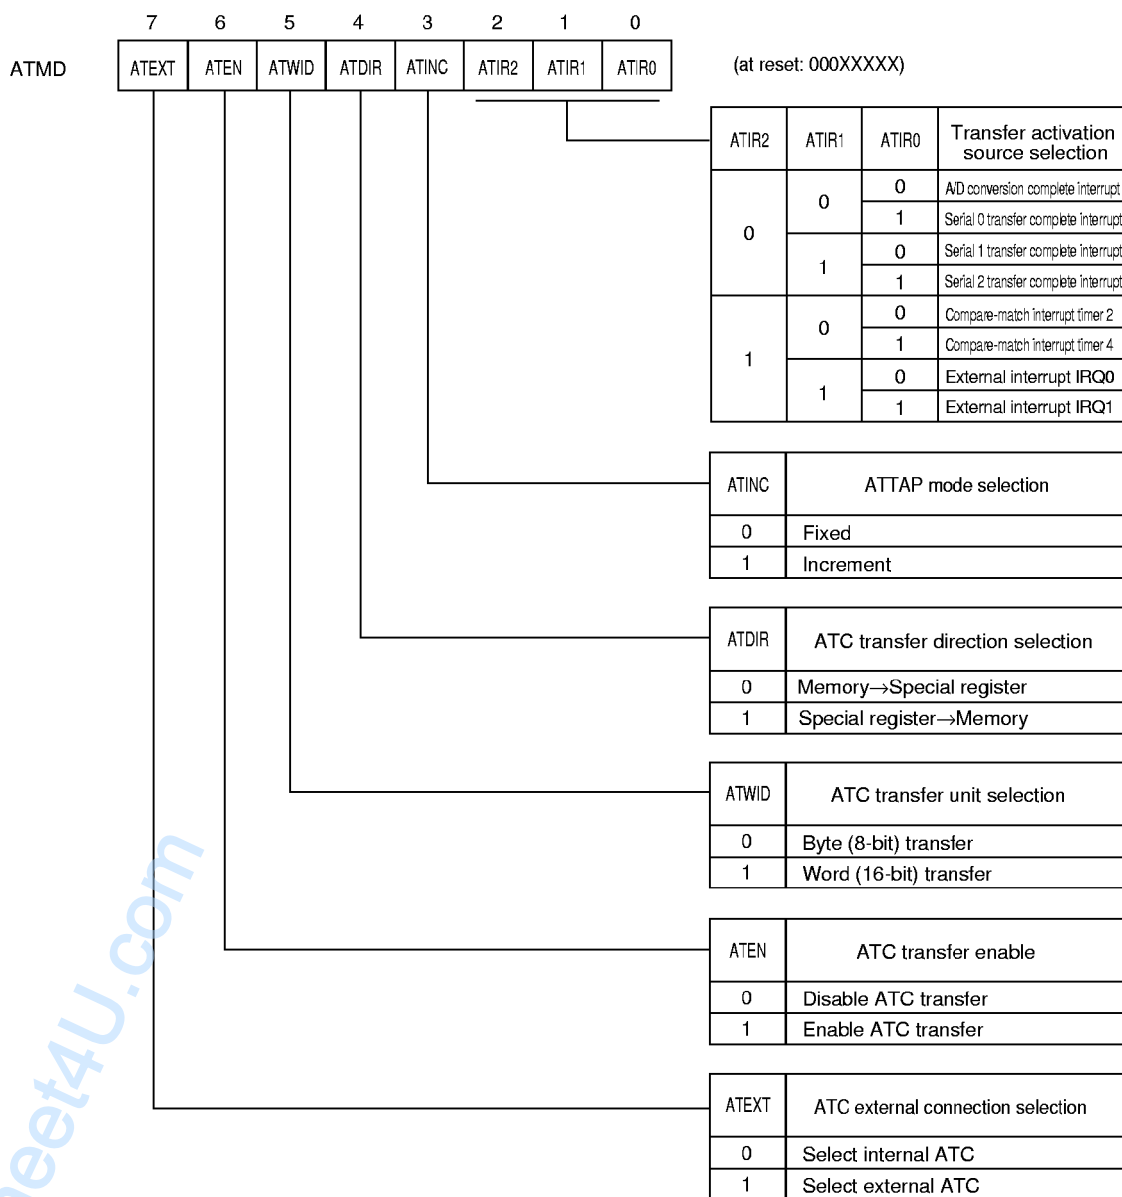 7 6 5 4 3 2 1 0
ATMD ATEXT ATEN ATWID ATDIR ATINC ATIR2 ATIR1 ATIR0 (at reset: 000XXXXX)
ATIR2 ATIR1 ATIR0 Transfer activation
source selection
0 0 0 A/D conversion complete interrupt
1 Serial 0 transfer complete interrupt
1 0 Serial 1 transfer complete interrupt
1 Serial 2 transfer complete interrupt
1 0 0 Compare-match interrupt timer 2
1 Compare-match interrupt timer 4
1 0 External interrupt IRQ0
1 External interrupt IRQ1
ATINC ATTAP mode selection
0 Fixed
1 Increment
ATDIR ATC transfer direction selection
0 Memory→Special register
1 Special register→Memory
ATWID ATC transfer unit selection
0 Byte (8-bit) transfer
1 Word (16-bit) transfer
ATEN ATC transfer enable
0 Disable ATC transfer
1 Enable ATC transfer
ATEXT ATC external connection selection
0 Select internal ATC
1 Select external ATC
heet4U.com